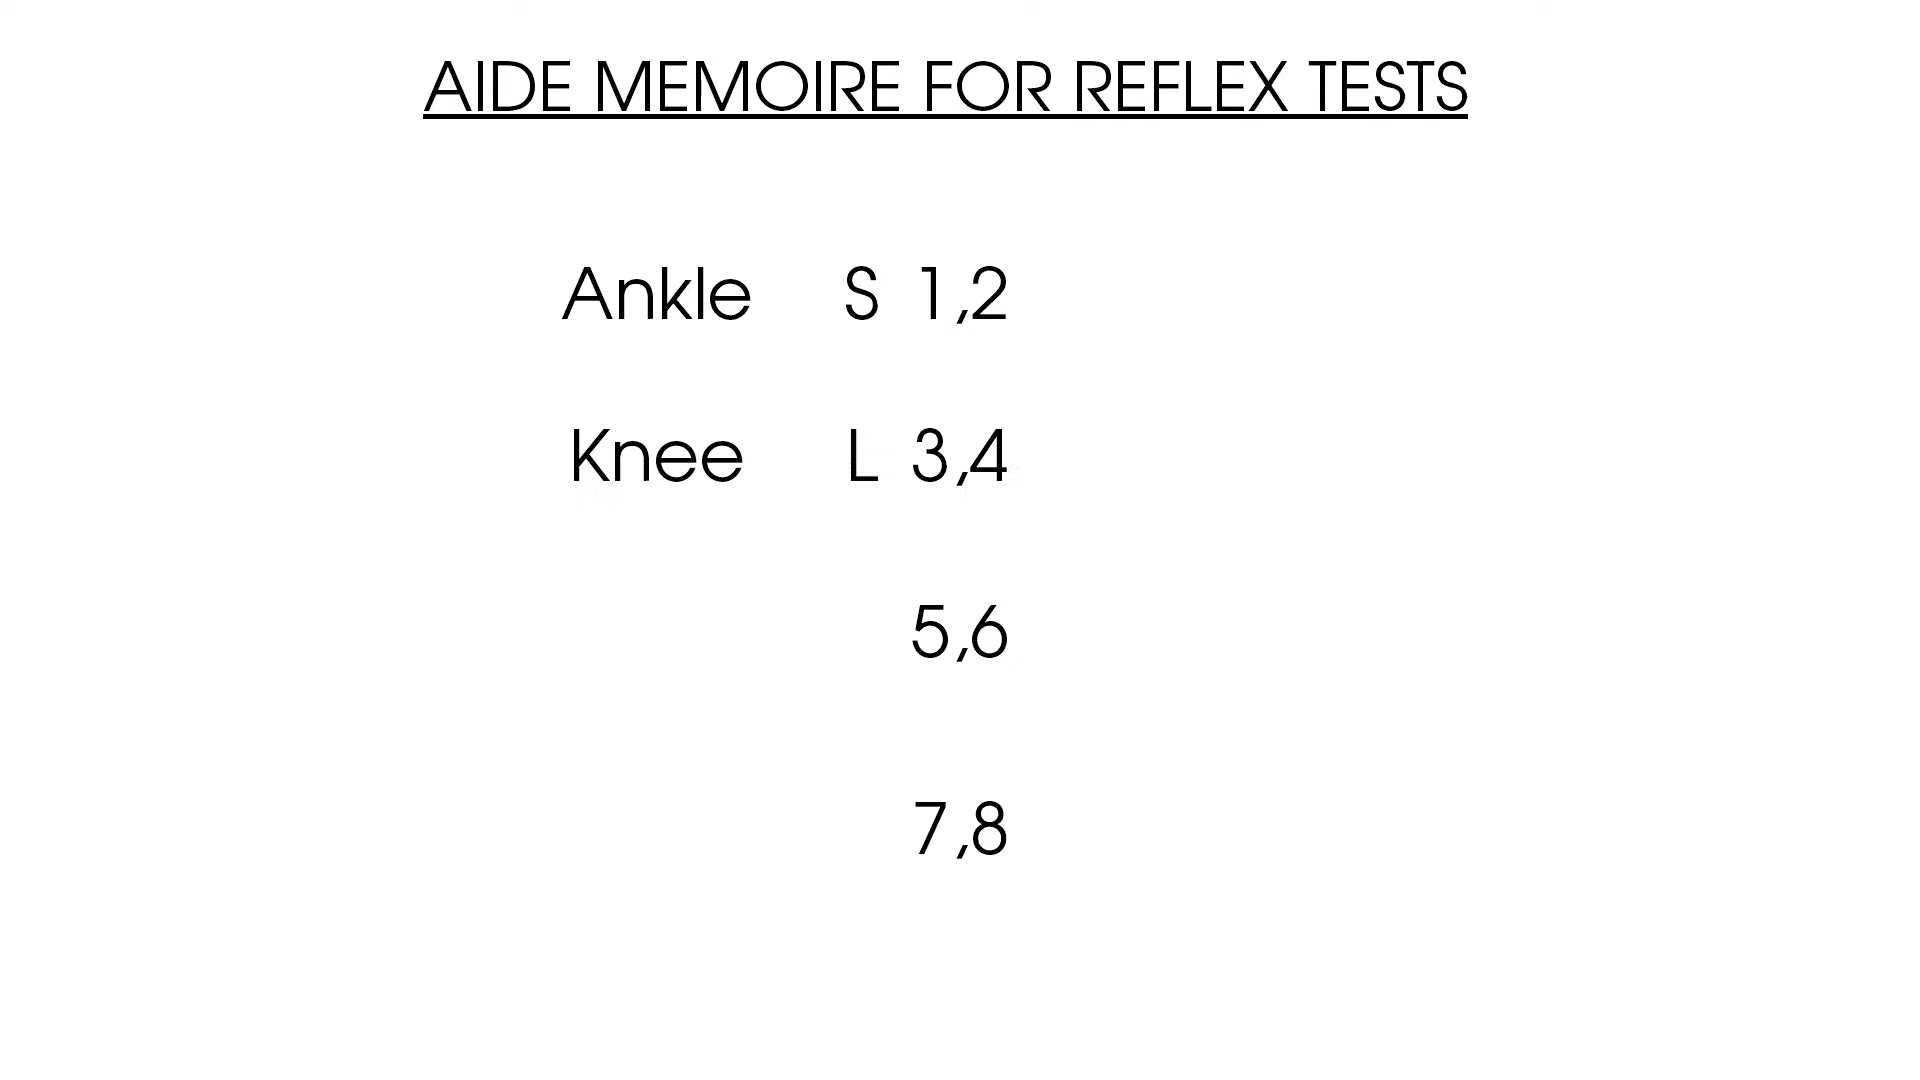 AIDE MEMOIRE FOR REFLEX TESTS
Ankle S 1,2
Knee L 3,4
5,6
7,8